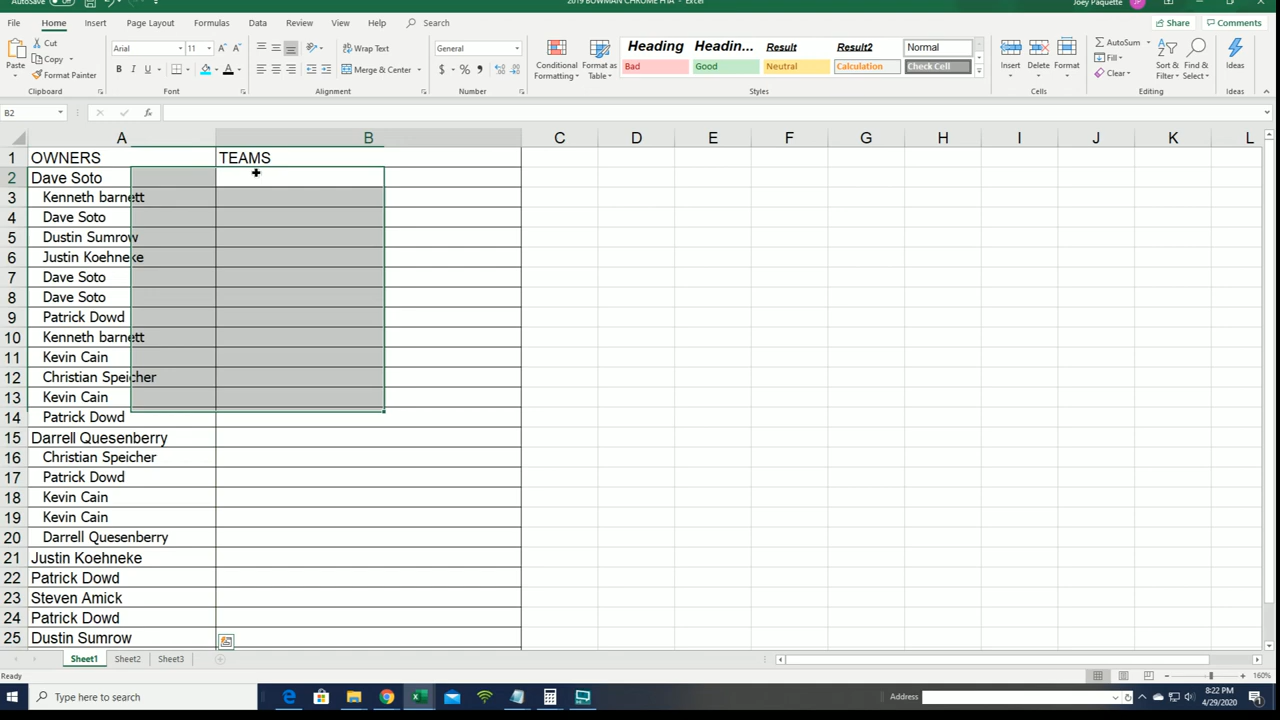 AutoSave Off 2019 BOWMAN CHROME HTA - Excel Joey Paquette JP
File Home Insert Page Layout Formulas Data Review View Help Search Share Comments
Paste Cut Copy Format Painter Arial 11 A A B I U A Wrap Text Merge & Center General $ % Conditional Formatting Format as Table Heading Headin... Result Result2 Normal Bad Good Neutral Calculation Check Cell Insert Delete Format AutoSum Fill Clear Sort & Filter Find & Select Ideas
Clipboard Font Alignment Number Styles Cells Editing Ideas
B2 fx
A B C D E F G H I J K L
1 OWNERS TEAMS
2 Dave Soto
3 Kenneth barnett
4 Dave Soto
5 Dustin Sumrow
6 Justin Koehneke
7 Dave Soto
8 Dave Soto
9 Patrick Dowd
10 Kenneth barnett
11 Kevin Cain
12 Christian Speicher
13 Kevin Cain
14 Patrick Dowd
15 Darrell Quesenberry
16 Christian Speicher
17 Patrick Dowd
18 Kevin Cain
19 Kevin Cain
20 Darrell Quesenberry
21 Justin Koehneke
22 Patrick Dowd
23 Steven Amick
24 Patrick Dowd
25 Dustin Sumrow
Sheet1 Sheet2 Sheet3
Ready 160%
Type here to search Address 8:22 PM
4/29/2020